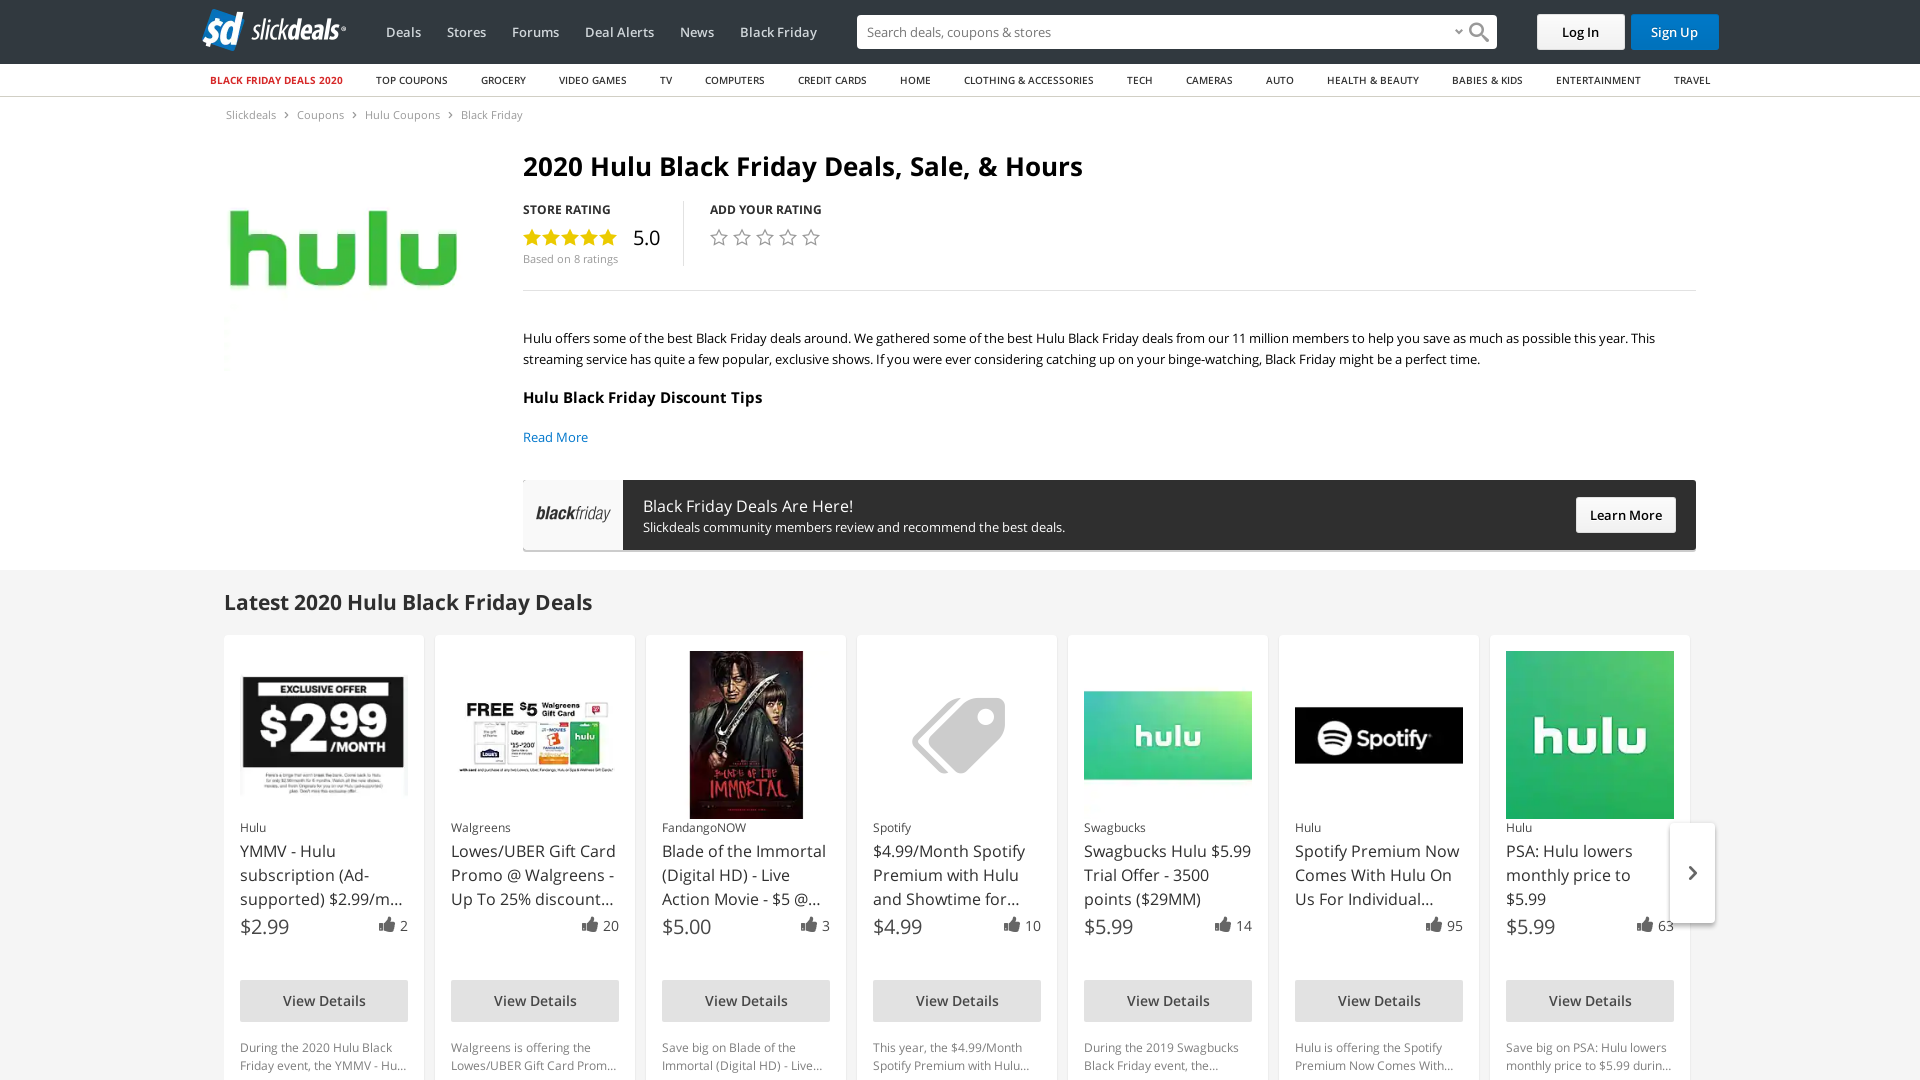 slickdeals
Deals
Stores
Forums
Deal Alerts
News
Black Friday
Search deals, coupons & stores
Log In
Sign Up
BLACK FRIDAY DEALS 2020
TOP COUPONS
GROCERY
VIDEO GAMES
TV
COMPUTERS
CREDIT CARDS
HOME
CLOTHING & ACCESSORIES
TECH
CAMERAS
AUTO
HEALTH & BEAUTY
BABIES & KIDS
ENTERTAINMENT
TRAVEL
Slickdeals › Coupons › Hulu Coupons › Black Friday
hulu
2020 Hulu Black Friday Deals, Sale, & Hours
STORE RATING
5.0
Based on 8 ratings
ADD YOUR RATING
Hulu offers some of the best Black Friday deals around. We gathered some of the best Hulu Black Friday deals from our 11 million members to help you save as much as possible this year. This
streaming service has quite a few popular, exclusive shows. If you were ever considering catching up on your binge-watching, Black Friday might be a perfect time.
Hulu Black Friday Discount Tips
Read More
blackfriday
Black Friday Deals Are Here!
Slickdeals community members review and recommend the best deals.
Learn More
Latest 2020 Hulu Black Friday Deals
EXCLUSIVE OFFER
$2.99
/MONTH
Hulu
YMMV - Hulu
subscription (Ad-
supported) $2.99/m...
$2.99
2
View Details
During the 2020 Hulu Black
Friday event, the YMMV - Hu...
FREE $5 Walgreens
Gift Card
Uber
hulu
Walgreens
Lowes/UBER Gift Card
Promo @ Walgreens -
Up To 25% discount...
20
View Details
Walgreens is offering the
Lowes/UBER Gift Card Prom...
BLADE OF THE
IMMORTAL
FandangoNOW
Blade of the Immortal
(Digital HD) - Live
Action Movie - $5 @...
$5.00
3
View Details
Save big on Blade of the
Immortal (Digital HD) - Live...
Spotify
$4.99/Month Spotify
Premium with Hulu
and Showtime for...
$4.99
10
View Details
This year, the $4.99/Month
Spotify Premium with Hulu...
hulu
Swagbucks
Swagbucks Hulu $5.99
Trial Offer - 3500
points ($29MM)
$5.99
14
View Details
During the 2019 Swagbucks
Black Friday event, the...
Spotify
Hulu
Spotify Premium Now
Comes With Hulu On
Us For Individual...
95
View Details
Hulu is offering the Spotify
Premium Now Comes With...
hulu
Hulu
PSA: Hulu lowers
monthly price to
$5.99
$5.99
63
View Details
Save big on PSA: Hulu lowers
monthly price to $5.99 durin...